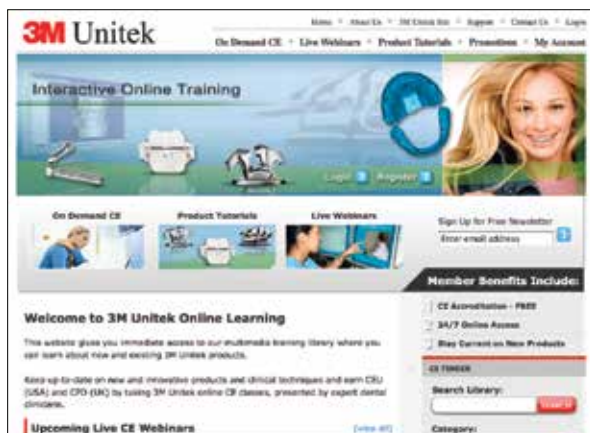 3M Unitek
Home About Us 3M Unitek Site Support Contact Us Login
On Demand CE Live Webinars Product Tutorials Promotions My Account
Interactive Online Training
Login Register
On Demand CE Product Tutorials Live Webinars
Sign Up for Free Newsletter
Enter email address
Member Benefits Include:
CE Accreditation - FREE
24/7 Online Access
Stay Current on New Products
Welcome to 3M Unitek Online Learning
This website gives you immediate access to our multimedia training library where you
can learn about new and existing 3M Unitek products.
Keep up-to-date on new and innovative products and clinical techniques and earn CEU
(USA) and CPD (UK) by taking 3M Unitek online CE classes, presented by expert dental
clinicians.
CE FINDER
Search Library:
SEARCH
Category:
Upcoming Live CE Webinars [view all]